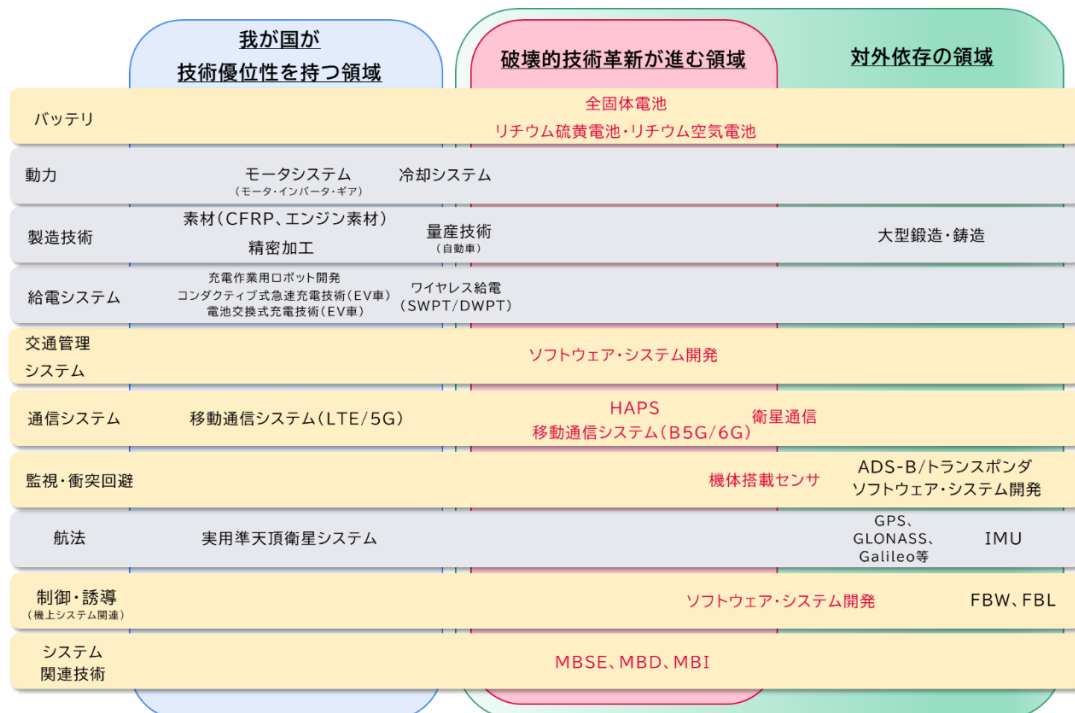 我が国が
技術優位性を持つ領域
破壊的技術革新が進む領域
対外依存の領域
バッテリ
全固体電池
リチウム硫黄電池・リチウム空気電池
動力
モータシステム
(モータ・インバータ・ギア)
冷却システム
製造技術
素材(CFRP、エンジン素材)
精密加工
量産技術
(自動車)
大型鍛造・鋳造
給電システム
充電作業用ロボット開発
コンダクティブ式急速充電技術(EV車)
電池交換式充電技術(EV車)
ワイヤレス給電
(SWPT/DWPT)
交通管理
システム
ソフトウェア・システム開発
通信システム
移動通信システム(LTE/5G)
HAPS
移動通信システム(B5G/6G)
衛星通信
監視・衝突回避
機体搭載センサ
ADS-B/トランスポンダ
ソフトウェア・システム開発
航法
実用準天頂衛星システム
GPS、
GLONASS、
Galileo等
IMU
制御・誘導
(機上システム関連)
ソフトウェア・システム開発
FBW、FBL
システム
関連技術
MBSE、MBD、MBI